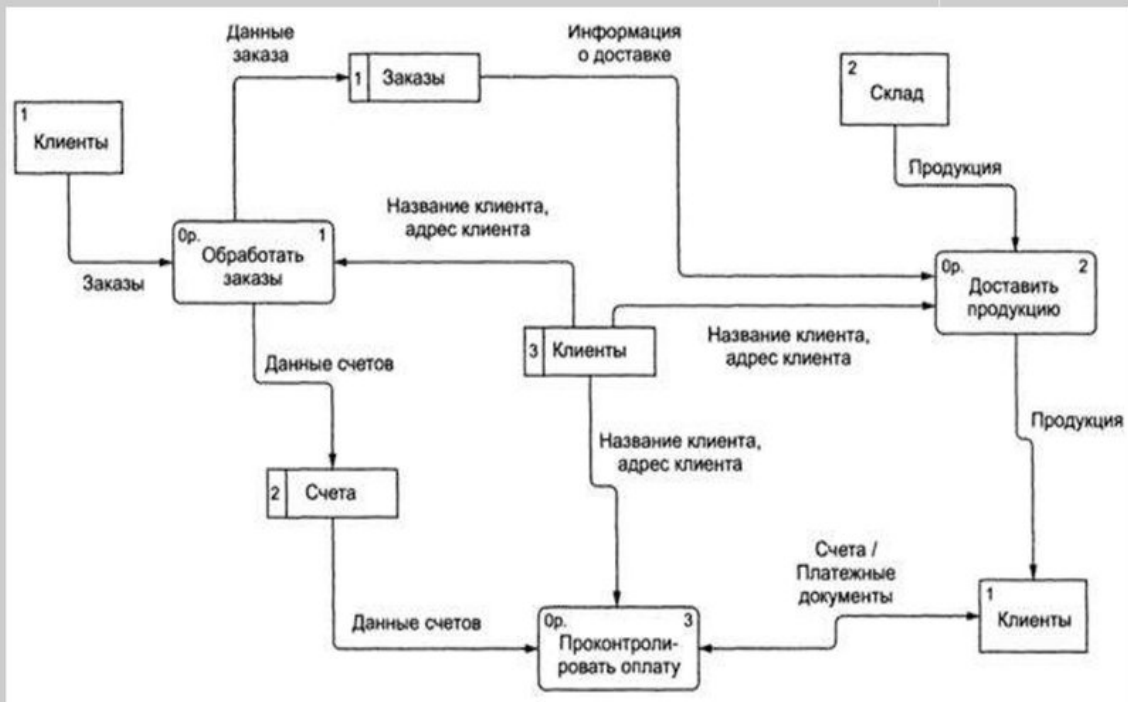 Данные
заказа
Информация
о доставке
1
Заказы
2
Склад
1
Клиенты
Продукция
Название клиента,
адрес клиента
0р.
1
Обработать
заказы
Заказы
0р.
2
Доставить
продукцию
3
Клиенты
Название клиента,
адрес клиента
Данные счетов
Продукция
Название клиента,
адрес клиента
2
Счета
Счета /
Платежные
документы
1
Клиенты
Данные счетов
0р.
3
Проконтроли-
ровать оплату